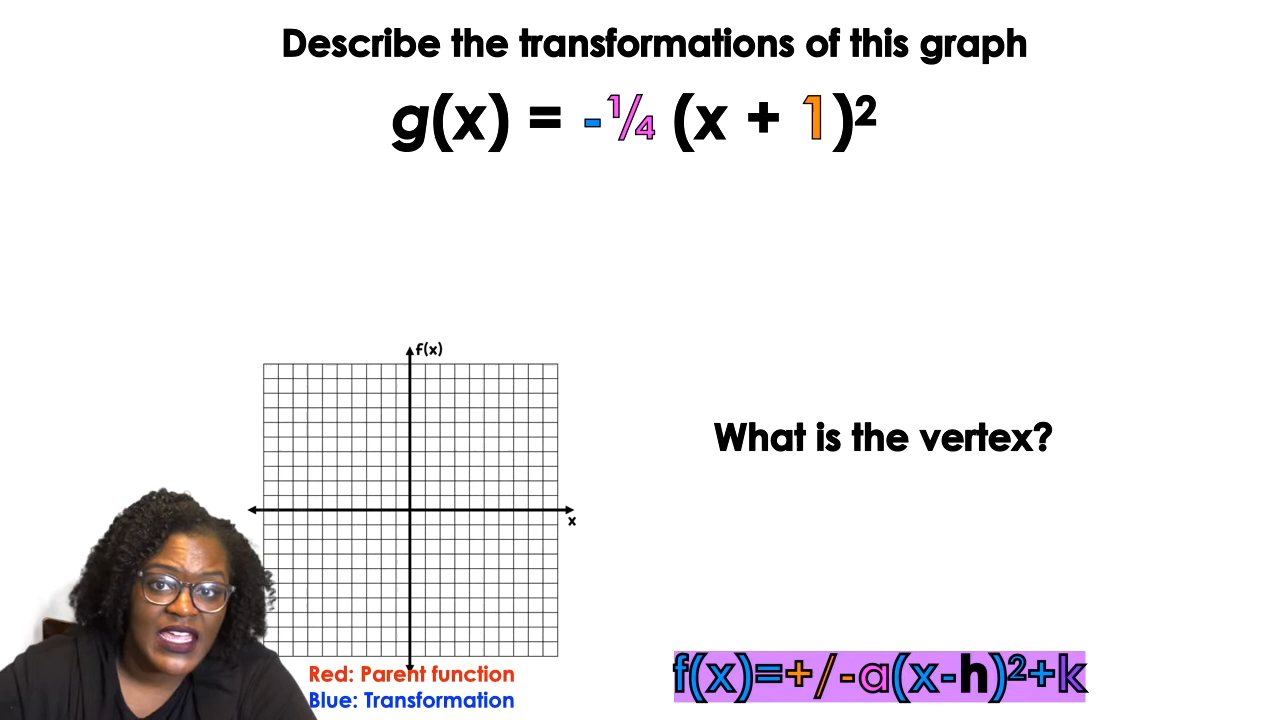 Describe the transformations of this graph
g(x) = -¼ (x + 1)²
f(x)
x
What is the vertex?
Red: Parent function
Blue: Transformation
f(x)=+/-a(x-h)²+k